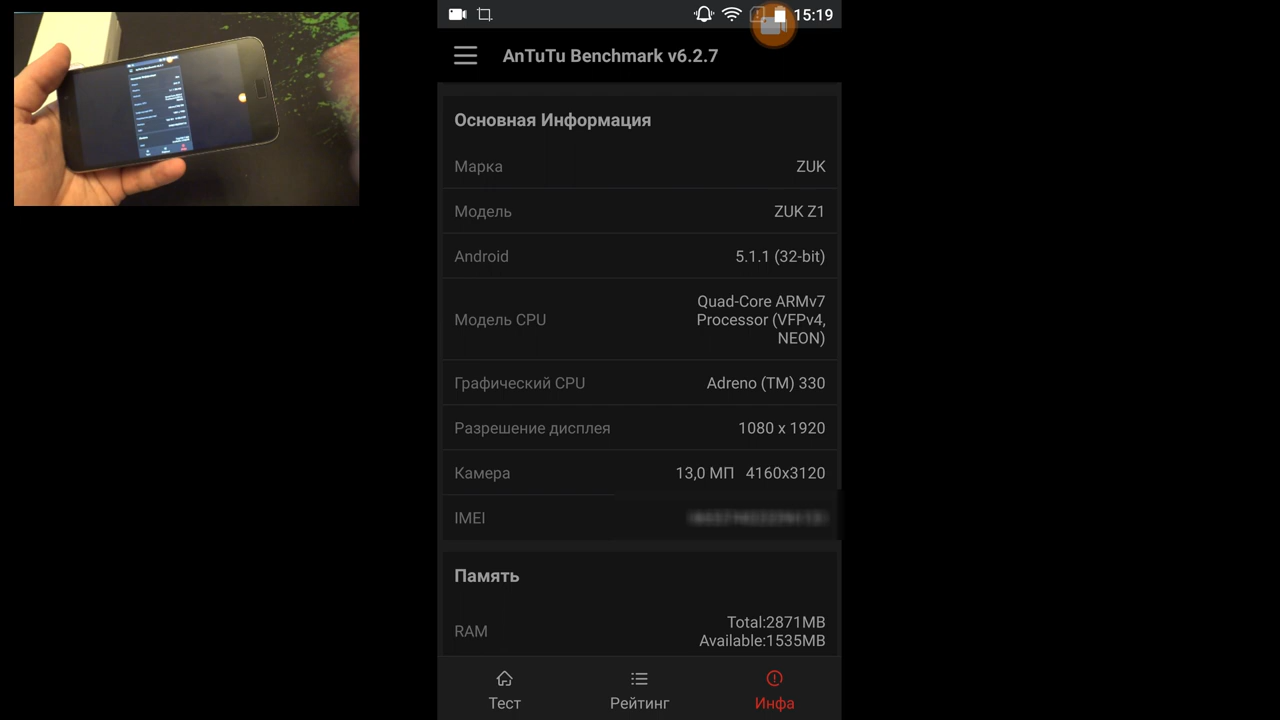 15:19
AnTuTu Benchmark v6.2.7
Основная Информация
Марка ZUK
Модель ZUK Z1
Android 5.1.1 (32-bit)
Модель CPU Quad-Core ARMv7
Processor (VFPv4,
NEON)
Графический CPU Adreno (TM) 330
Разрешение дисплея 1080 x 1920
Камера 13,0 МП 4160x3120
IMEI
Память
RAM Total:2871MB
Available:1535MB
Тест Рейтинг Инфа